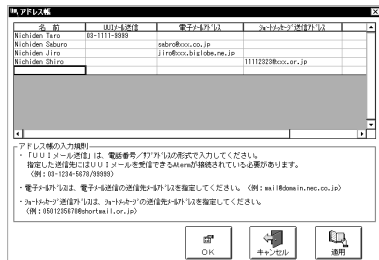 アドレス帳
名 前 UUIメール送信 電子メールアドレス ショートメッセージ送信アドレス
Nichiden Taro 03-1111-9999
Nichiden Saburo sabro@xxx.co.jp
Nichiden Jiro jiro@xxx.biglobe.ne.jp
Nichiden Shiro 11112323@xxx.or.jp
アドレス帳の入力規則
・「ＵＵＩメール送信」は、電話番号／サブアドレスの形式で入力してください。
指定した送信先にはＵＵＩメールを受信できるAtermが接続されている必要があります。
（例：03-1234-5678/99999）
・電子メールアドレスは、電子メール送信の送信先メールアドレスを指定してください。（例：mail@domain.nec.co.jp）
・ショートメッセージ送信アドレスは、ショートメッセージの送信先メールアドレスを指定してください。
（例：05012356789@shortmail.or.jp）
ＯＫ キャンセル 適用